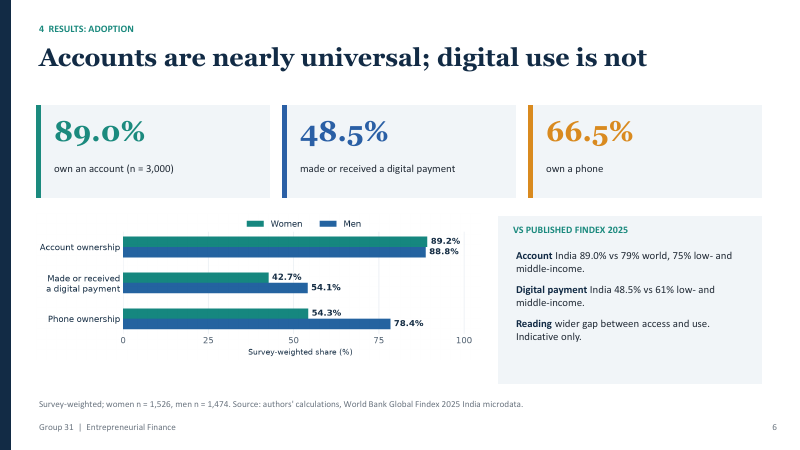 4 RESULTS: ADOPTION
Accounts are nearly universal; digital use is not
89.0%
own an account (n = 3,000)
48.5%
made or received a digital payment
66.5%
own a phone
Women Men
Account ownership
89.2%
88.8%
Made or received
a digital payment
42.7%
54.1%
Phone ownership
54.3%
78.4%
0 25 50 75 100
Survey-weighted share (%)
VS PUBLISHED FINDEX 2025
Account India 89.0% vs 79% world, 75% low- and
middle-income.
Digital payment India 48.5% vs 61% low- and
middle-income.
Reading wider gap between access and use.
Indicative only.
Survey-weighted; women n = 1,526, men n = 1,474. Source: authors' calculations, World Bank Global Findex 2025 India microdata.
Group 31 | Entrepreneurial Finance
6